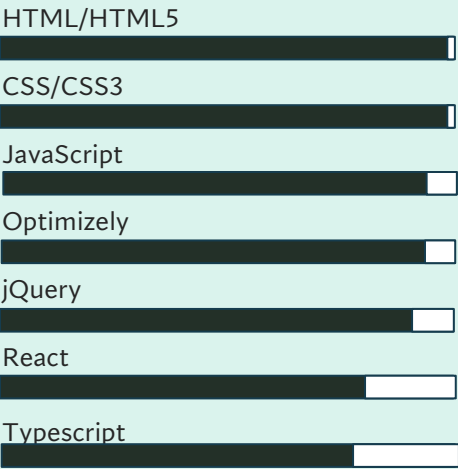 HTML/HTML5
CSS/CSS3
JavaScript
Optimizely
jQuery
React
Typescript